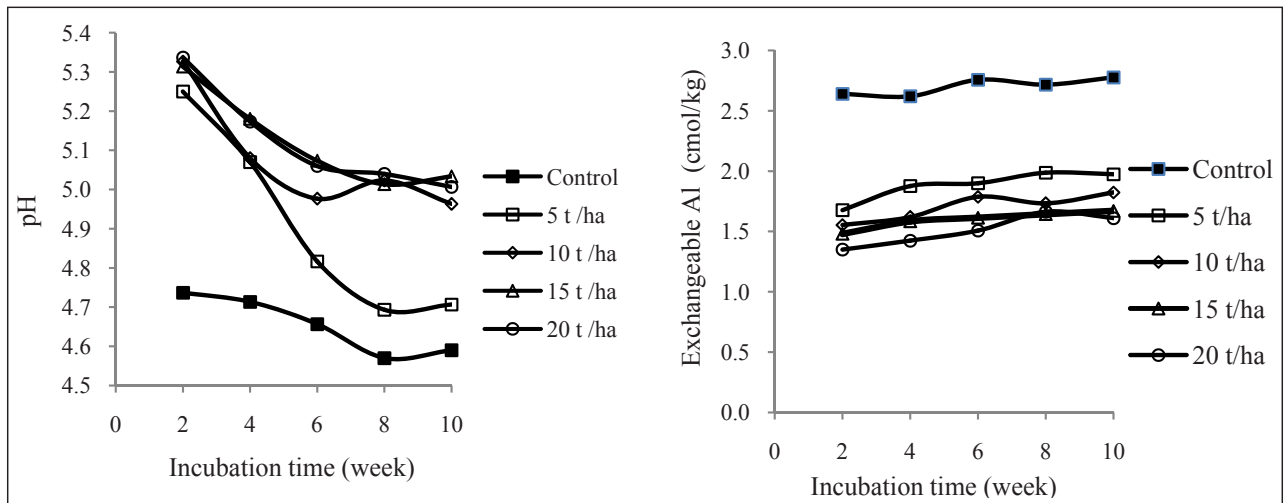 5.4
5.3
5.2
5.1
5.0
4.9
4.8
4.7
4.6
4.5
pH
0 2 4 6 8 10
Incubation time (week)
Control
5 t /ha
10 t /ha
15 t /ha
20 t /ha
3.0
2.5
2.0
1.5
1.0
0.5
0.0
Exchangeable Al (cmol/kg)
0 2 4 6 8 10
Incubation time (week)
Control
5 t/ha
10 t/ha
15 t/ha
20 t/ha